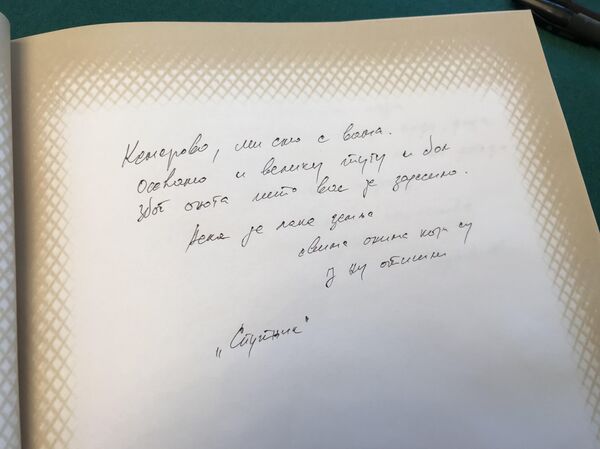 Кемерово, ми смо с вама.
Осећамо и велику тугу и бол
због онога што вас је задесило.
Нека је лака земља
свима онима који су
у њу отишли
„Спутник“